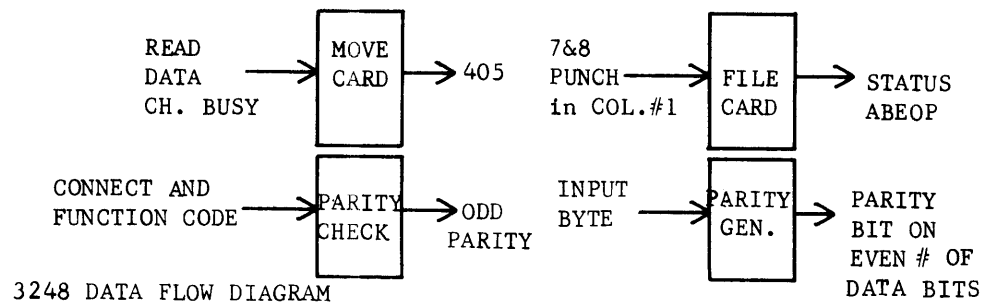 READ
DATA
CH. BUSY
MOVE
CARD
405
7&8
PUNCH
in COL.#1
FILE
CARD
STATUS
ABEOP
CONNECT AND
FUNCTION CODE
PARITY
CHECK
ODD
PARITY
INPUT
BYTE
PARITY
GEN.
PARITY
BIT ON
EVEN # OF
DATA BITS
3248 DATA FLOW DIAGRAM